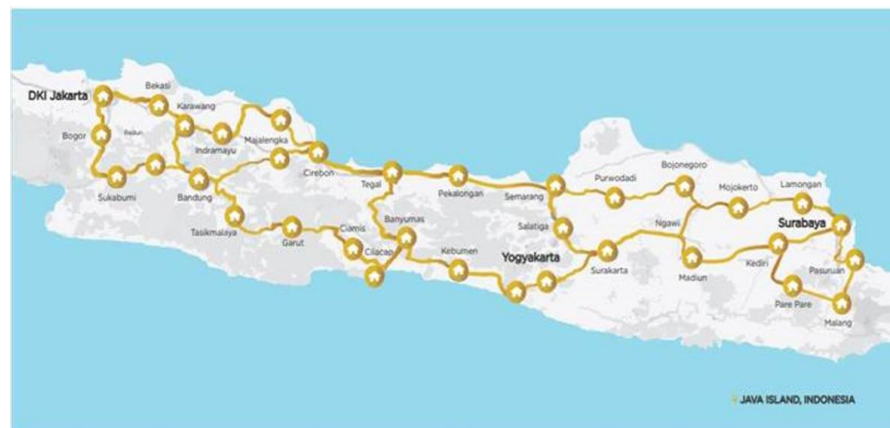 DKI Jakarta
Bekasi
Karawang
Bogor
Indramayu
Majalengka
Cirebon
Sukabumi
Bandung
Tegal
Pekalongan
Semarang
Purwodadi
Bojonegoro
Mojokerto
Lamongan
Tasikmalaya
Garut
Ciamis
Banyumas
Cilacap
Kebumen
Salatiga
Ngawi
Surabaya
Yogyakarta
Surakarta
Madiun
Kediri
Pasuruan
Pare Pare
Malang
JAVA ISLAND, INDONESIA